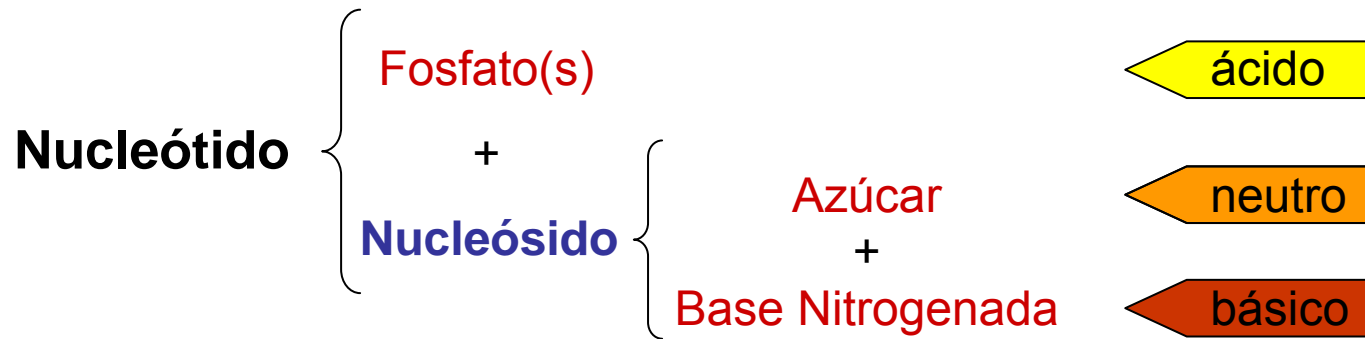 Fosfato(s) ácido
Nucleótido +
Azúcar neutro
Nucleósido +
Base Nitrogenada básico